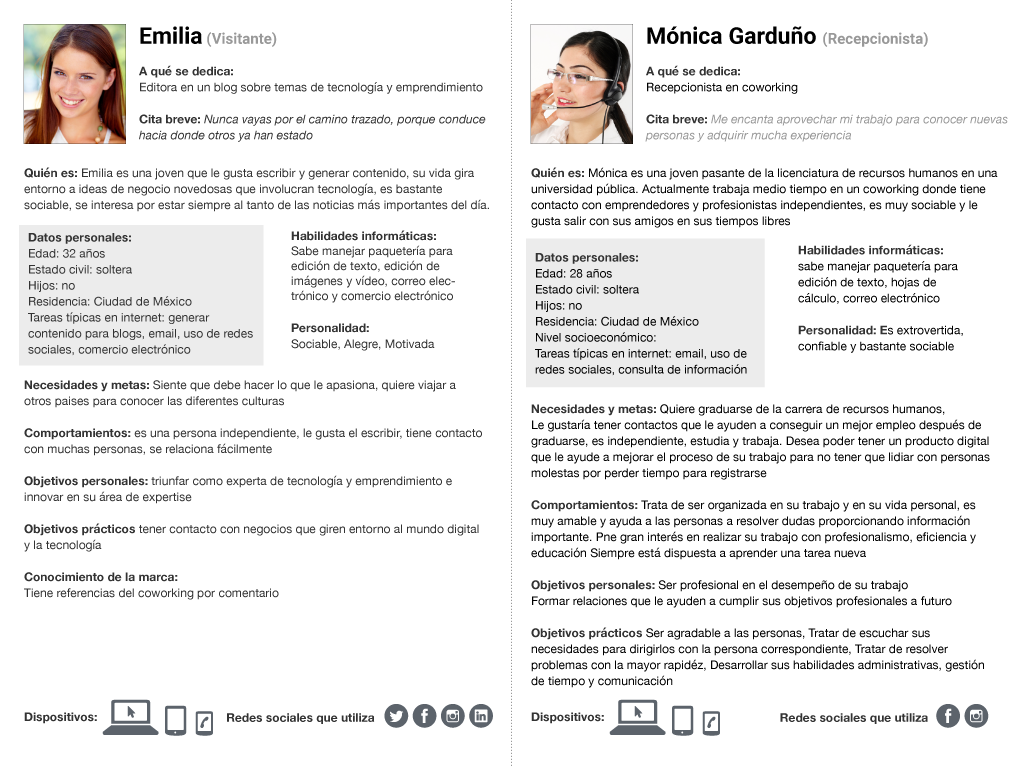 Emilia (Visitante)
A qué se dedica:
Editora en un blog sobre temas de tecnología y emprendimiento
Cita breve: Nunca vayas por el camino trazado, porque conduce
hacia donde otros ya han estado
Quién es: Emilia es una joven que le gusta escribir y generar contenido, su vida gira
entorno a ideas de negocio novedosas que involucran tecnología, es bastante
sociable, se interesa por estar siempre al tanto de las noticias más importantes del día.
Datos personales:
Edad: 32 años
Estado civil: soltera
Hijos: no
Residencia: Ciudad de México
Tareas típicas en internet: generar
contenido para blogs, email, uso de redes
sociales, comercio electrónico
Habilidades informáticas:
Sabe manejar paquetería para
edición de texto, edición de
imágenes y vídeo, correo elec-
trónico y comercio electrónico
Personalidad:
Sociable, Alegre, Motivada
Necesidades y metas: Siente que debe hacer lo que le apasiona, quiere viajar a
otros paises para conocer las diferentes culturas
Comportamientos: es una persona independiente, le gusta el escribir, tiene contacto
con muchas personas, se relaciona fácilmente
Objetivos personales: triunfar como experta de tecnología y emprendimiento e
innovar en su área de expertise
Objetivos prácticos tener contacto con negocios que giren entorno al mundo digital
y la tecnología
Conocimiento de la marca:
Tiene referencias del coworking por comentario
Dispositivos:
Redes sociales que utiliza
Mónica Garduño (Recepcionista)
A qué se dedica:
Recepcionista en coworking
Cita breve: Me encanta aprovechar mi trabajo para conocer nuevas
personas y adquirir mucha experiencia
Quién es: Mónica es una joven pasante de la licenciatura de recursos humanos en una
universidad pública. Actualmente trabaja medio tiempo en un coworking donde tiene
contacto con emprendedores y profesionistas independientes, es muy sociable y le
gusta salir con sus amigos en sus tiempos libres
Datos personales:
Edad: 28 años
Estado civil: soltera
Hijos: no
Residencia: Ciudad de México
Nivel socioeconómico:
Tareas típicas en internet: email, uso de
redes sociales, consulta de información
Habilidades informáticas:
sabe manejar paquetería para
edición de texto, hojas de
cálculo, correo electrónico
Personalidad: Es extrovertida,
confiable y bastante sociable
Necesidades y metas: Quiere graduarse de la carrera de recursos humanos,
Le gustaría tener contactos que le ayuden a conseguir un mejor empleo después de
graduarse, es independiente, estudia y trabaja. Desea poder tener un producto digital
que le ayude a mejorar el proceso de su trabajo para no tener que lidiar con personas
molestas por perder tiempo para registrarse
Comportamientos: Trata de ser organizada en su trabajo y en su vida personal, es
muy amable y ayuda a las personas a resolver dudas proporcionando información
importante. Pne gran interés en realizar su trabajo con profesionalismo, eficiencia y
educación Siempre está dispuesta a aprender una tarea nueva
Objetivos personales: Ser profesional en el desempeño de su trabajo
Formar relaciones que le ayuden a cumplir sus objetivos profesionales a futuro
Objetivos prácticos Ser agradable a las personas, Tratar de escuchar sus
necesidades para dirigirlos con la persona correspondiente, Tratar de resolver
problemas con la mayor rapidéz, Desarrollar sus habilidades administrativas, gestión
de tiempo y comunicación
Dispositivos:
Redes sociales que utiliza